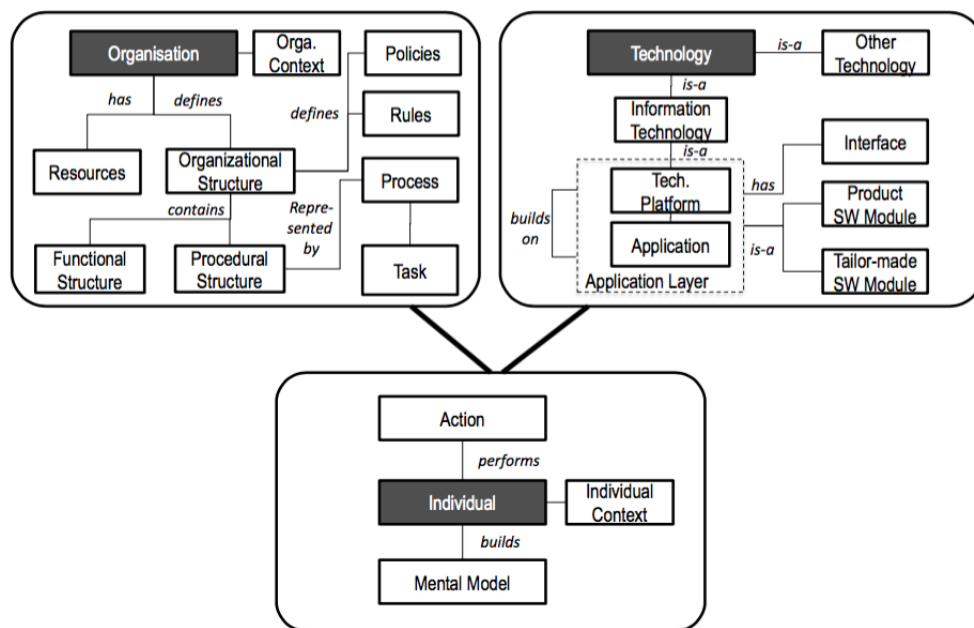 Organisation
Orga.
Context
Policies
has
defines
defines
Rules
Resources
Organizational
Structure
Process
contains
Repre-
sented
by
Functional
Structure
Procedural
Structure
Task
Technology
is-a
Other
Technology
is-a
Information
Technology
is-a
Interface
Tech.
Platform
has
Product
SW Module
builds
on
Application
is-a
Application Layer
Tailor-made
SW Module
Action
performs
Individual
Individual
Context
builds
Mental Model